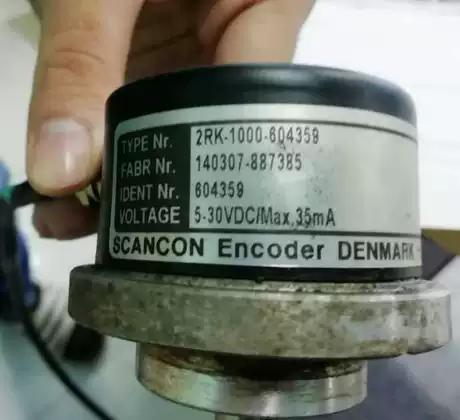 TYPE Nr. 2RK-1000-604359
FABR Nr. 140307-887385
IDENT Nr. 604359
VOLTAGE 5-30VDC/Max.35mA
SCANCON Encoder DENMARK